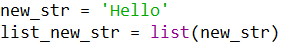 new_str = 'Hello'
list_new_str = list(new_str)